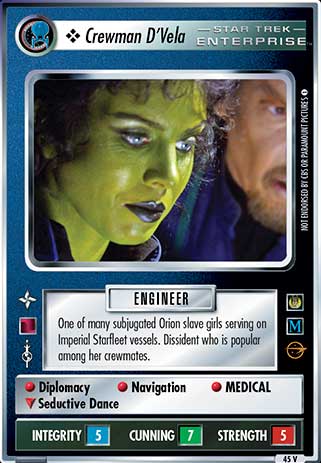 ❖ Crewman D'Vela
STAR TREK
ENTERPRISE™
NOT ENDORSED BY CBS OR PARAMOUNT PICTURES
ENGINEER
One of many subjugated Orion slave girls serving on
Imperial Starfleet vessels. Dissident who is popular
among her crewmates.
M
Diplomacy Navigation MEDICAL
Seductive Dance
INTEGRITY 5 CUNNING 7 STRENGTH 5
45 V